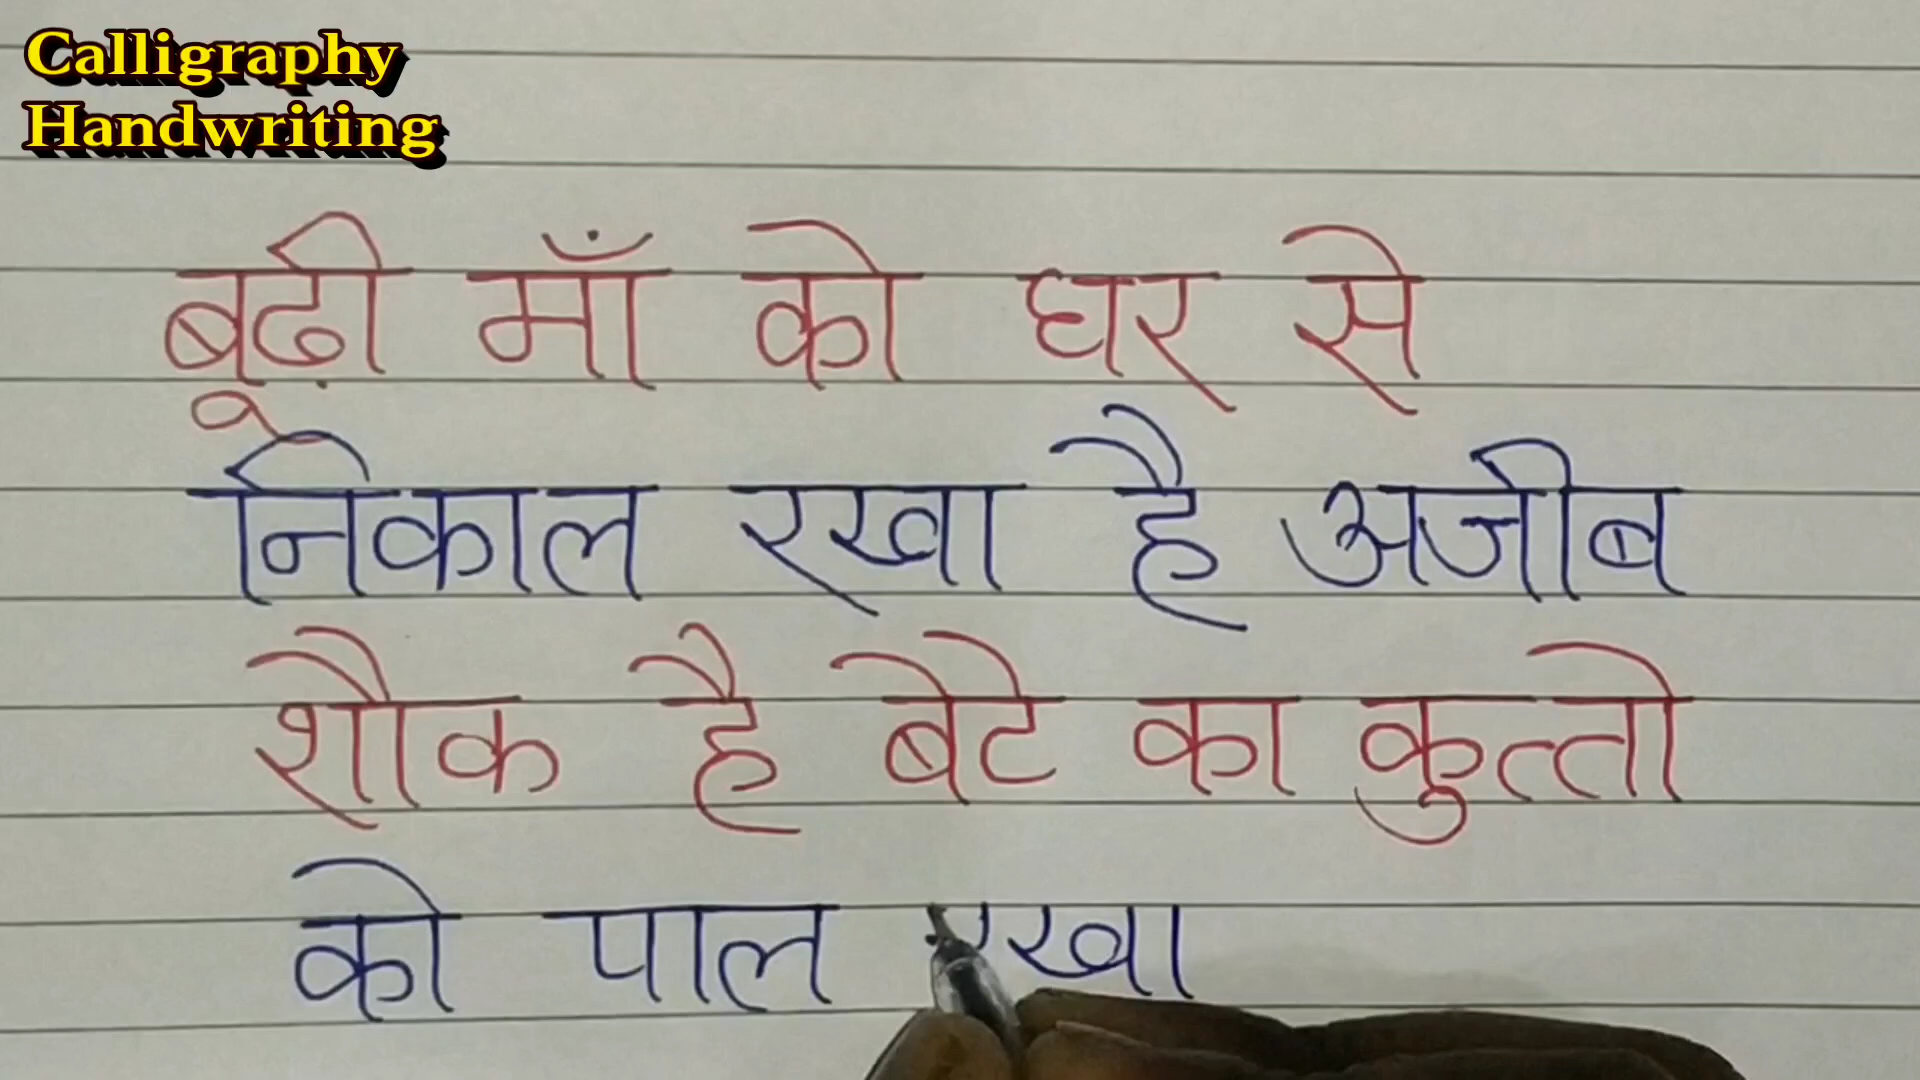 Calligraphy
Handwriting
बूढ़ी माँ को घर से
निकाल रखा है अजीब
शौक है बेटे का कुत्तो
को पाल रखा